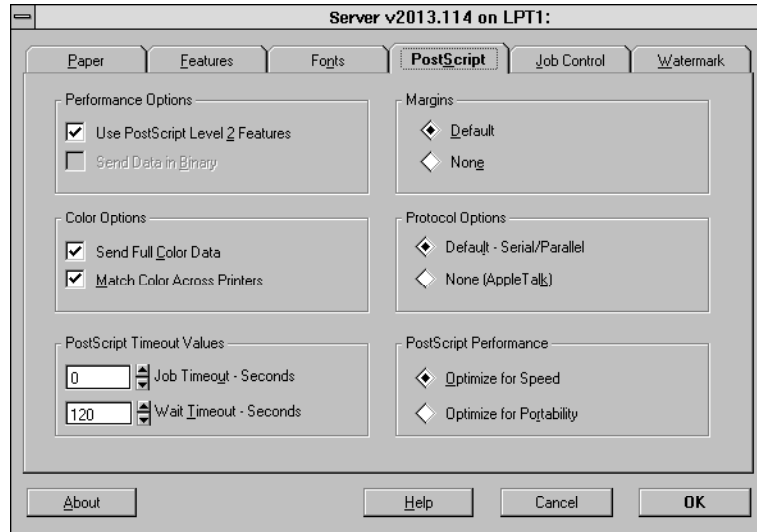 Server v2013.114 on LPT1:
Paper Features Fonts PostScript Job Control Watermark
Performance Options
Use PostScript Level 2 Features
Send Data in Binary
Margins
Default
None
Color Options
Send Full Color Data
Match Color Across Printers
Protocol Options
Default - Serial/Parallel
None (AppleTalk)
PostScript Timeout Values
0 Job Timeout - Seconds
120 Wait Timeout - Seconds
PostScript Performance
Optimize for Speed
Optimize for Portability
About Help Cancel OK